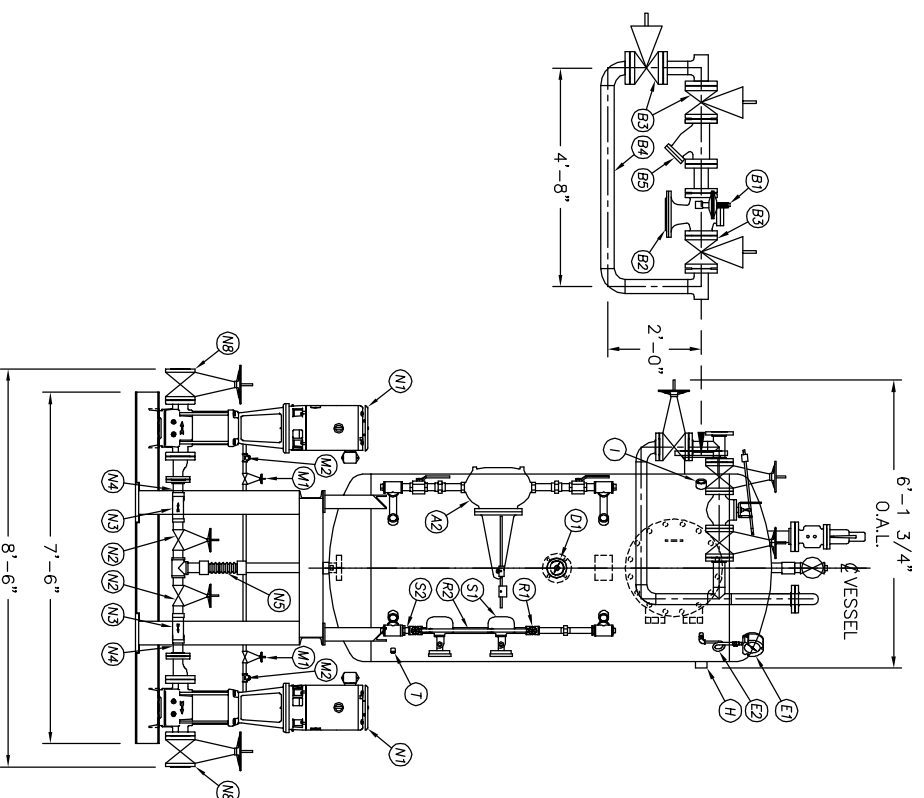 B3
B4
B5
B1
B3
B2
4'-8"
2'-0"
6'-1 3/4"
O.A.L.
℄ VESSEL
I
E1
E2
H
D1
A2
R1
S1
R2
S2
T
N8
N1
M2
M1
N4
N3
N2
N5
N2
N3
N4
M1
M2
N1
N8
7'-6"
8'-6"